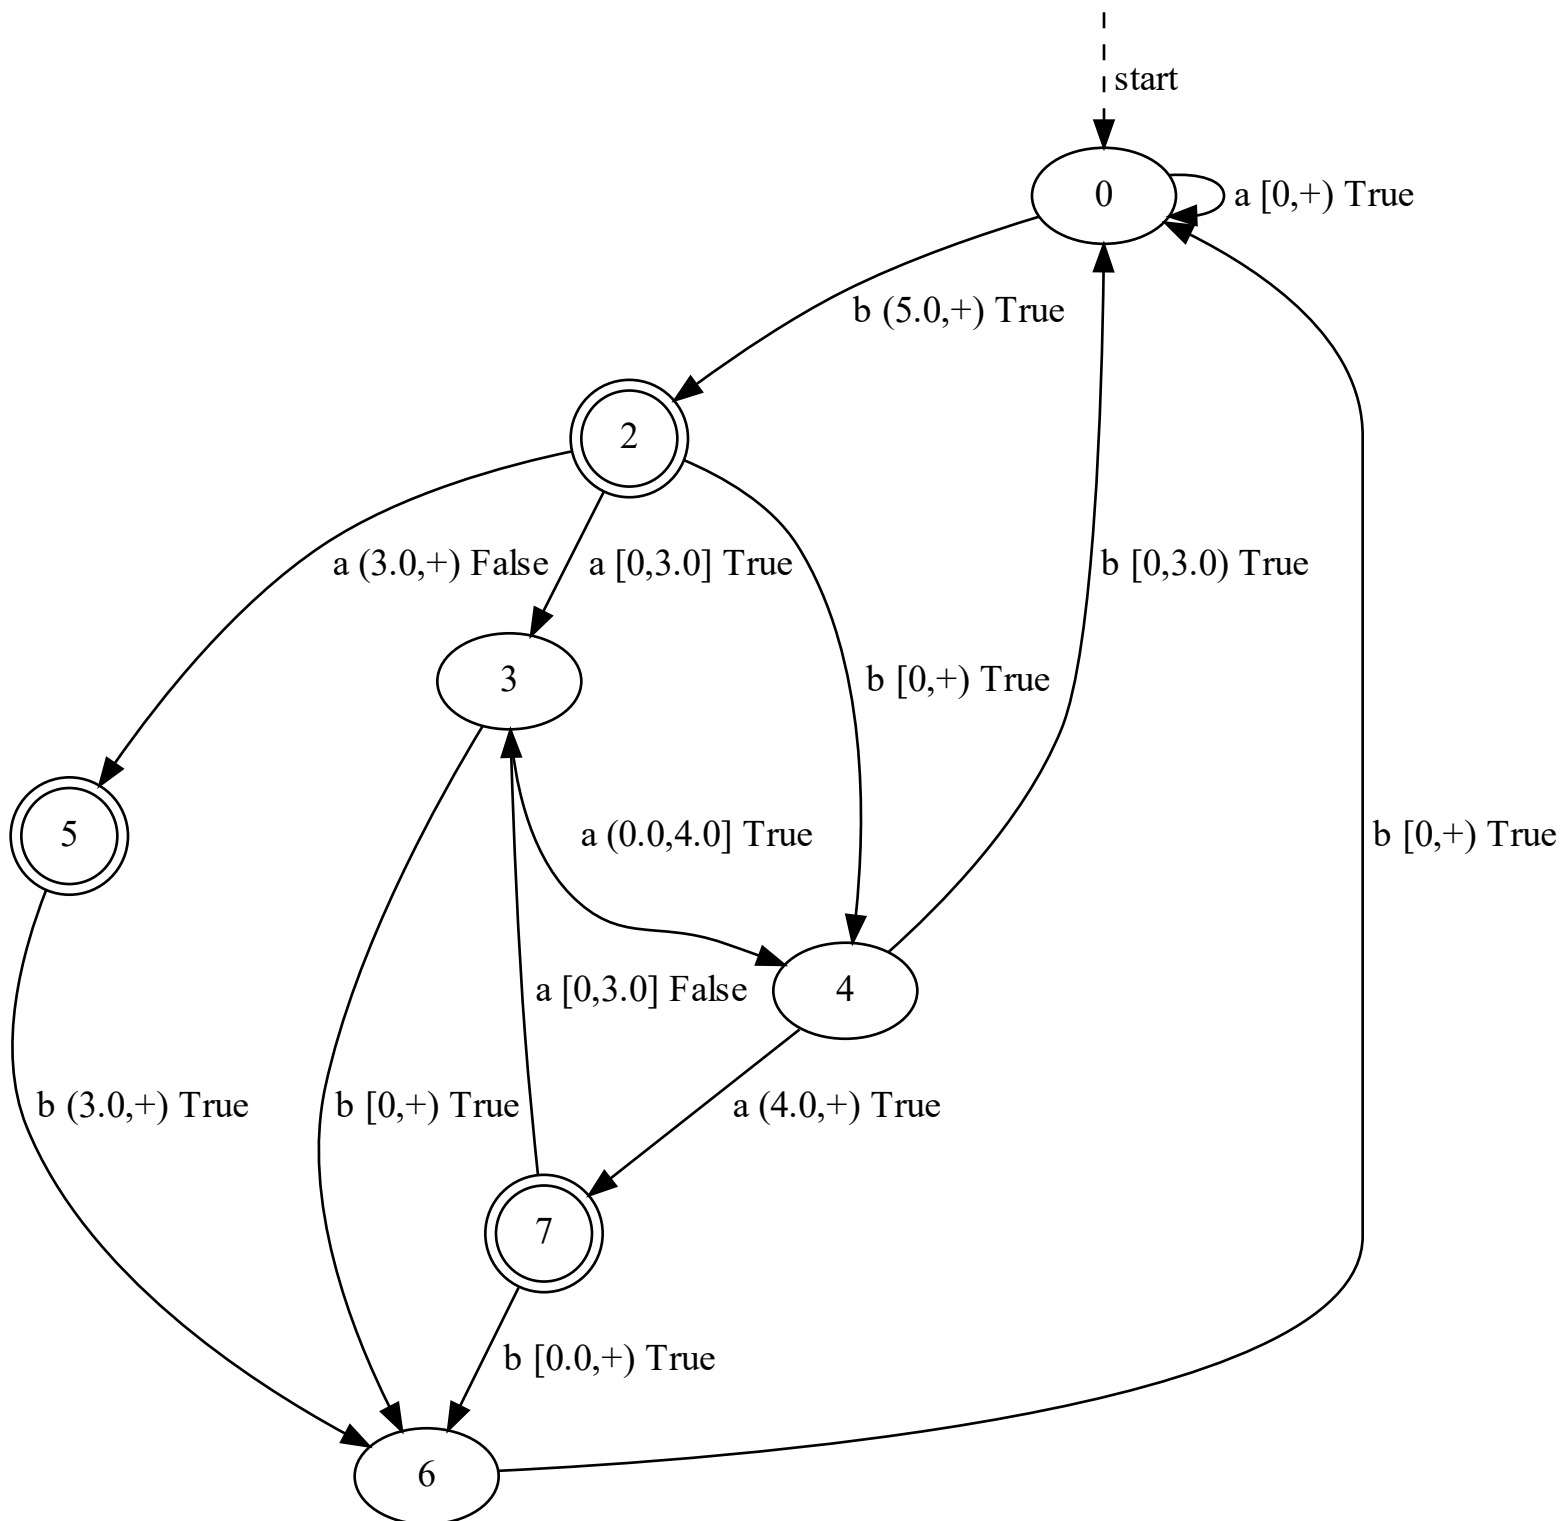 start
0
a [0,+) True
b (5.0,+) True
2
a (3.0,+) False
a [0,3.0] True
b [0,3.0) True
3
b [0,+) True
5
a (0.0,4.0] True
b [0,+) True
a [0,3.0] False
4
b (3.0,+) True
b [0,+) True
a (4.0,+) True
7
b [0.0,+) True
6